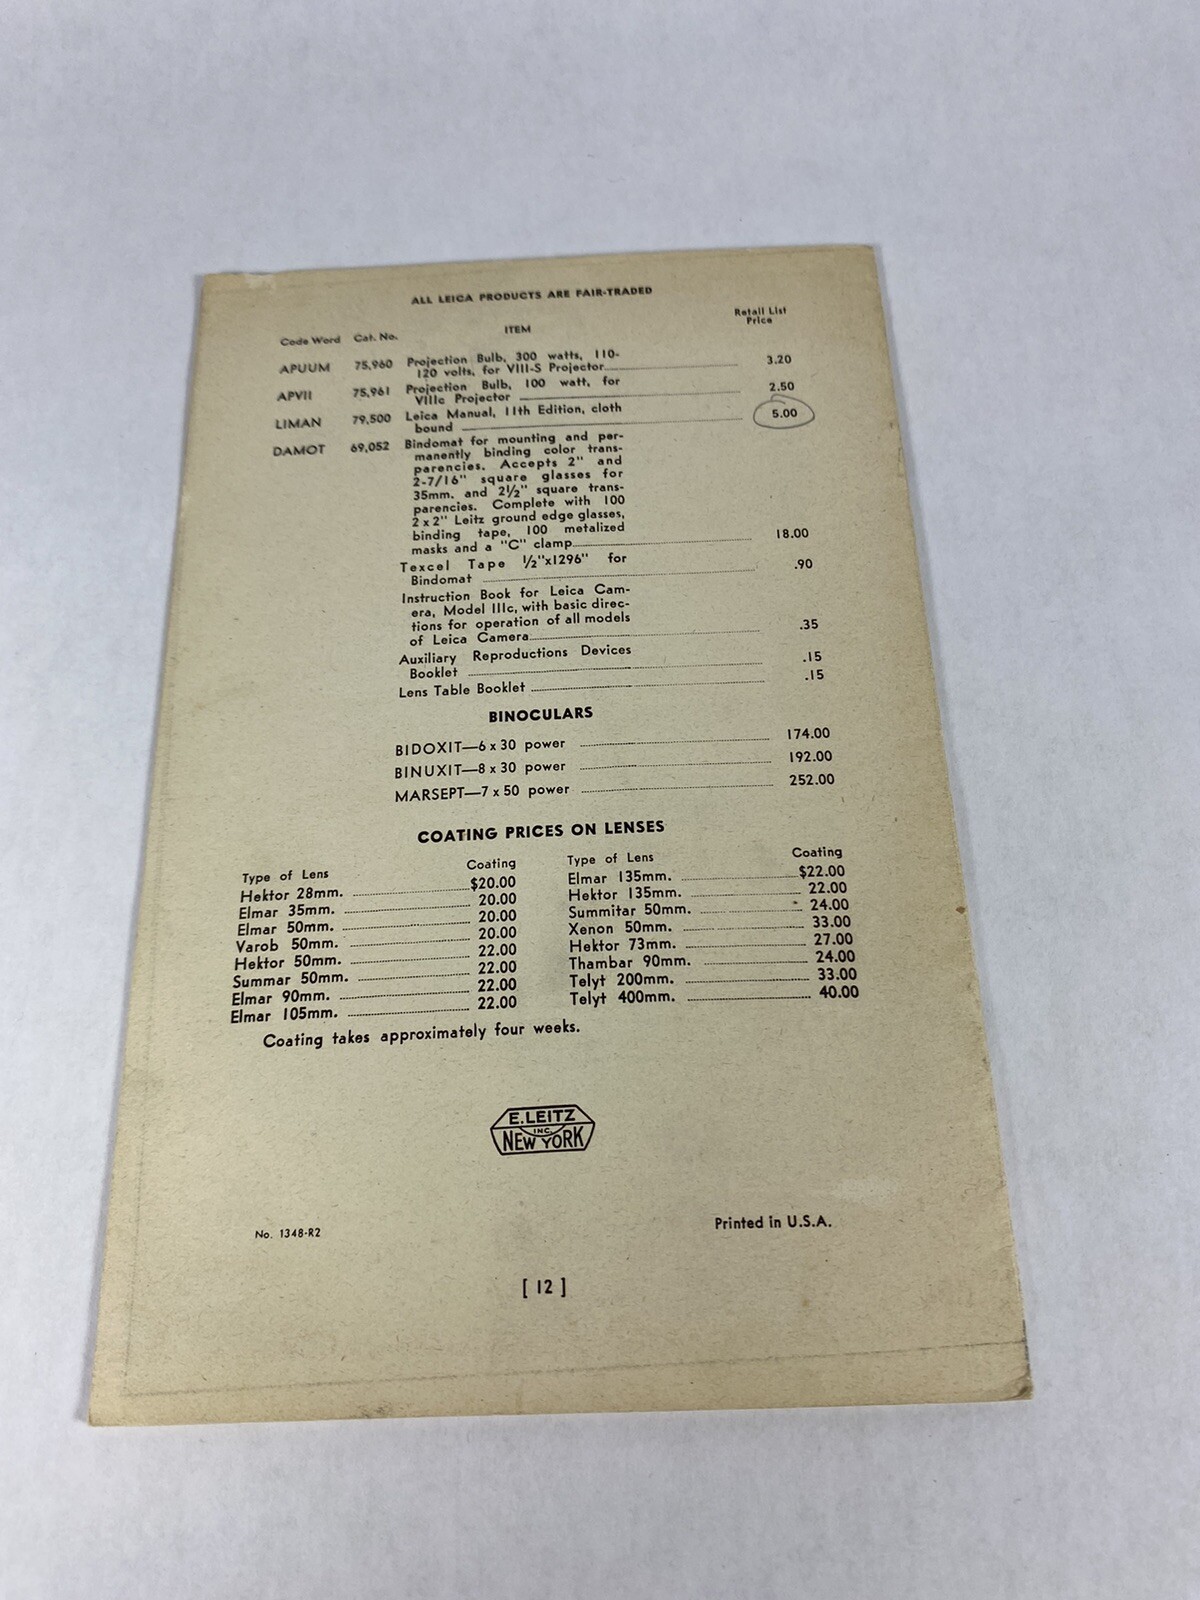 ALL LEICA PRODUCTS ARE FAIR-TRADED
Code Word Cat. No. ITEM Retail List Price
APUUM 75,960 Projection Bulb, 300 watts, 110-
120 volts, for VIII-S Projector 3.20
APVII 75,961 Projection Bulb, 100 watt, for
VIIIc Projector 2.50
LIMAN 79,500 Leica Manual, 11th Edition, cloth
bound 5.00
DAMOT 69,052 Bindomat for mounting and per-
manently binding color trans-
parencies. Accepts 2" and
2-7/16" square glasses for
35mm. and 2½" square trans-
parencies. Complete with 100
2 x 2" Leitz ground edge glasses,
binding tape, 100 metalized
masks and a "C" clamp 18.00
Texcel Tape ½"x1296" for
Bindomat .90
Instruction Book for Leica Cam-
era, Model IIIc, with basic direc-
tions for operation of all models
of Leica Camera .35
Auxiliary Reproductions Devices
Booklet .15
Lens Table Booklet .15
BINOCULARS
BIDOXIT—6 x 30 power 174.00
BINUXIT—8 x 30 power 192.00
MARSEPT—7 x 50 power 252.00
COATING PRICES ON LENSES
Type of Lens Coating
Hektor 28mm. $20.00
Elmar 35mm. 20.00
Elmar 50mm. 20.00
Varob 50mm. 20.00
Hektor 50mm. 22.00
Summar 50mm. 22.00
Elmar 90mm. 22.00
Elmar 105mm. 22.00
Type of Lens Coating
Elmar 135mm. $22.00
Hektor 135mm. 22.00
Summitar 50mm. 24.00
Xenon 50mm. 33.00
Hektor 73mm. 27.00
Thambar 90mm. 24.00
Telyt 200mm. 33.00
Telyt 400mm. 40.00
Coating takes approximately four weeks.
E. LEITZ
INC.
NEW YORK
No. 1348-R2
Printed in U.S.A.
[ 12 ]